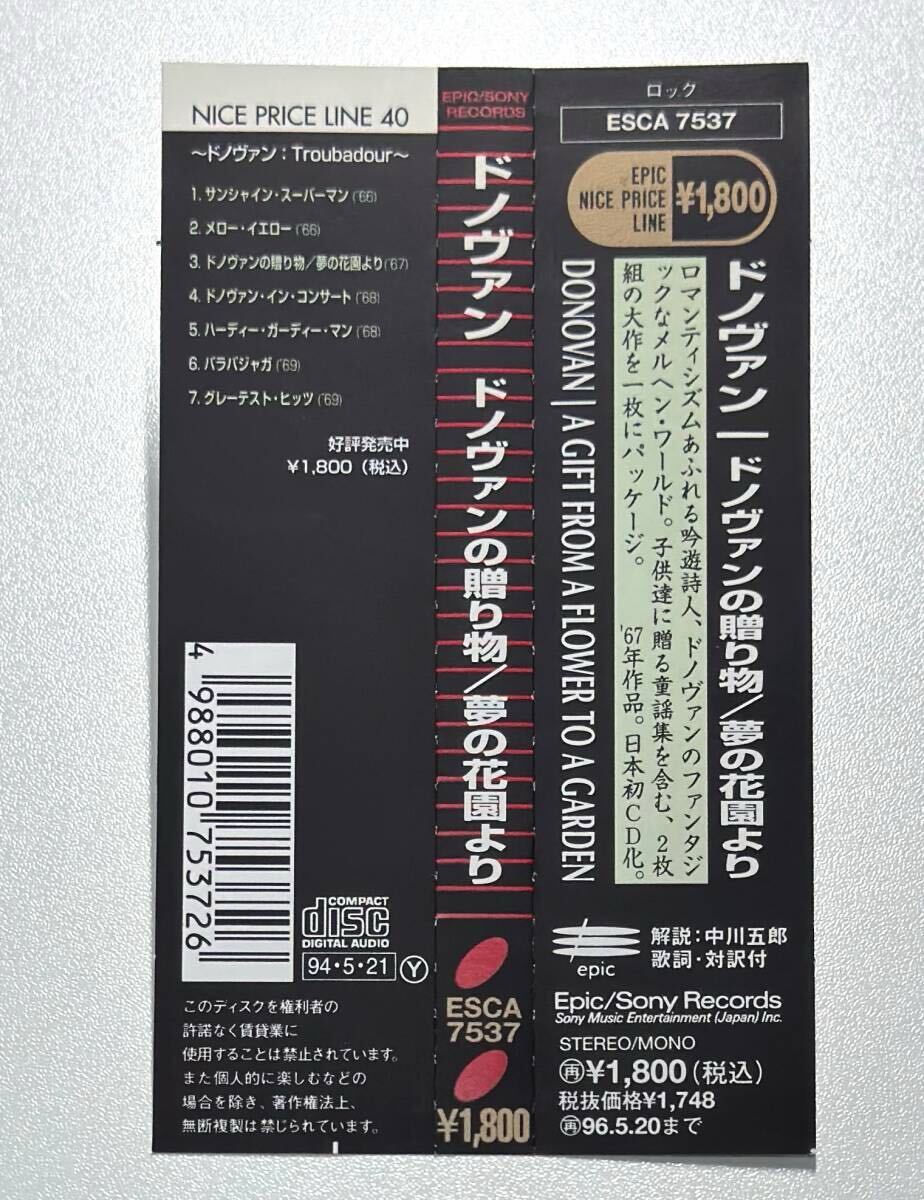 NICE PRICE LINE 40
〜ドノヴァン：Troubadour〜
1. サンシャイン・スーパーマン('66)
2. メロー・イエロー('66)
3. ドノヴァンの贈り物／夢の花園より('67)
4. ドノヴァン・イン・コンサート('68)
5. ハーディー・ガーディー・マン('68)
6. バラバジャガ('69)
7. グレーテスト・ヒッツ('69)
好評発売中
¥1,800（税込）
4 988010 753726
COMPACT
disc
DIGITAL AUDIO
94・5・21 Y
このディスクを権利者の
許諾なく賃貸業に
使用することは禁止されています。
また個人的に楽しむなどの
場合を除き、著作権法上、
無断複製は禁じられています。
EPIC/SONY
RECORDS
ドノヴァン ドノヴァンの贈り物／夢の花園より
ESCA
7537
¥1,800
ロック
ESCA 7537
EPIC
NICE PRICE
LINE
¥1,800
ドノヴァン｜ドノヴァンの贈り物／夢の花園より
ロマンティシズムあふれる吟遊詩人、ドノヴァンのファンタジ
ックなメルヘン・ワールド。子供達に贈る童謡集を含む、2枚
組の大作を一枚にパッケージ。 '67年作品。日本初CD化。
DONOVAN | A GIFT FROM A FLOWER TO A GARDEN
epic
解説：中川五郎
歌詞・対訳付
Epic/Sony Records
Sony Music Entertainment (Japan) Inc.
STEREO/MONO
㊖¥1,800（税込）
税抜価格¥1,748
㊖96.5.20まで